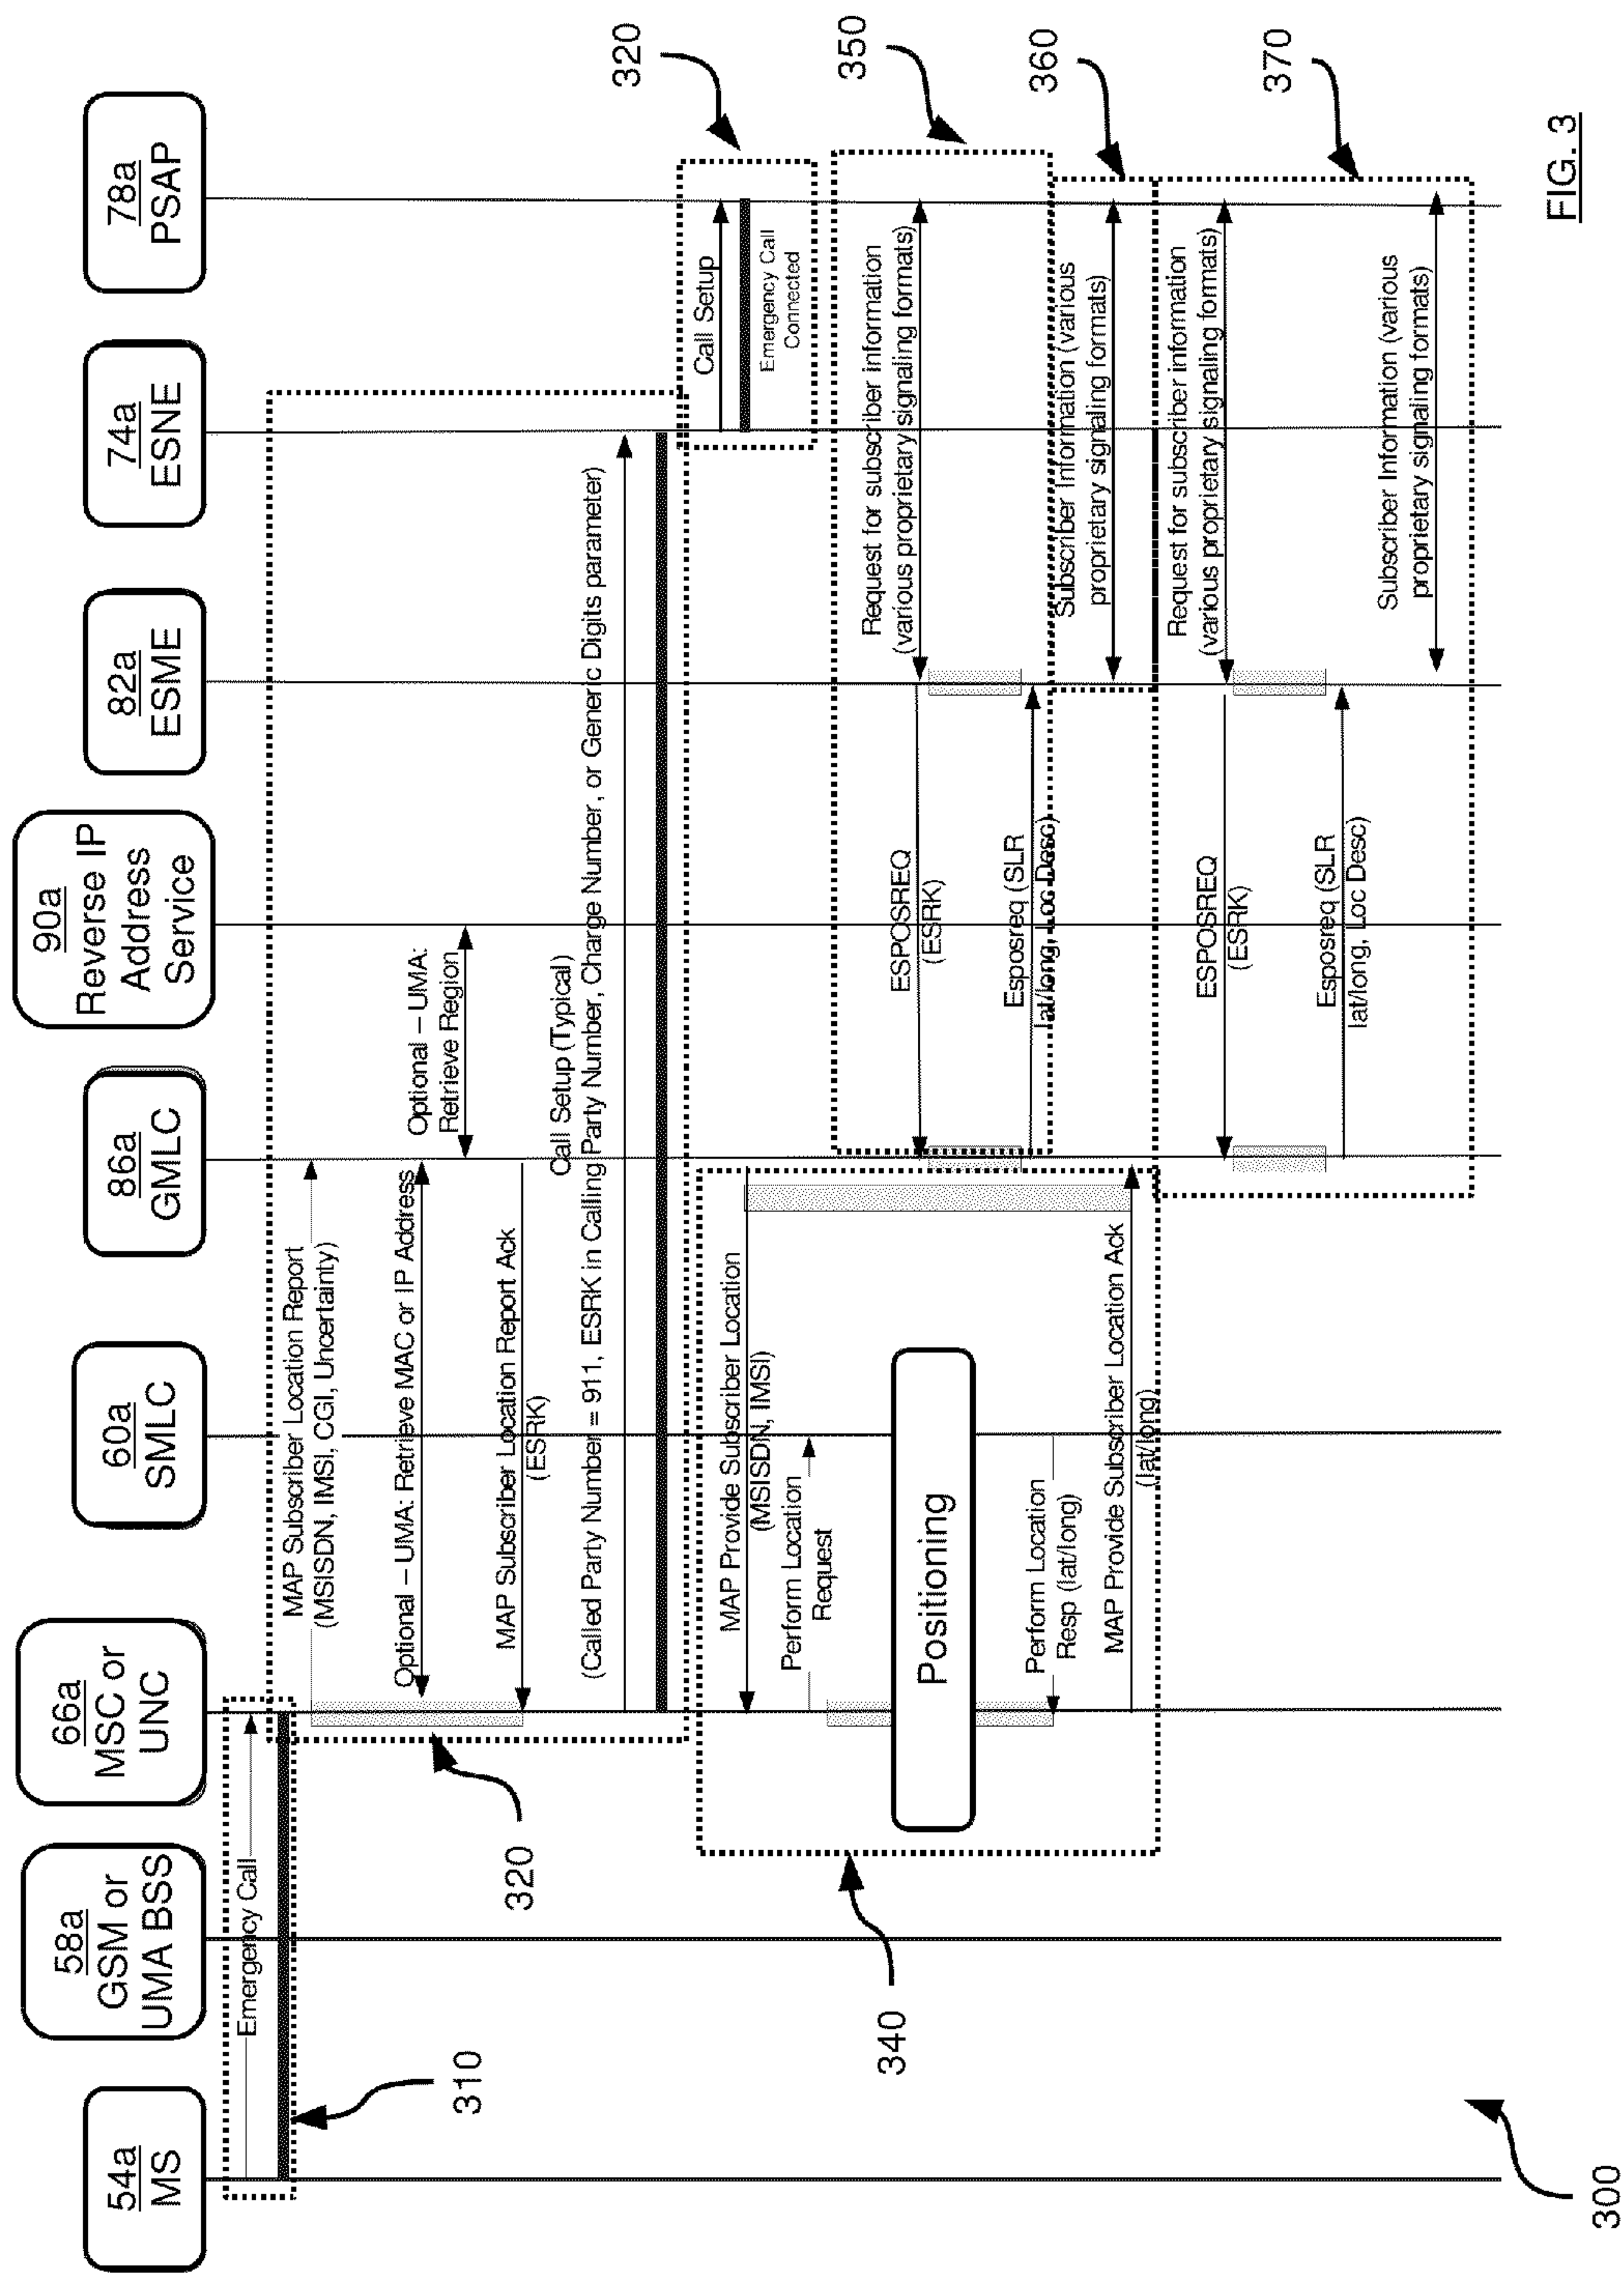 54a
MS
58a
GSM or
UMA BSS
66a
MSC or
UNC
60a
SMLC
86a
GMLC
90a
Reverse IP
Address
Service
82a
ESME
74a
ESNE
78a
PSAP
Emergency Call
310
MAP Subscriber Location Report
(MSISDN, IMSI, CGI, Uncertainty)
Optional – UMA: Retrieve MAC or IP Address
Optional – UMA:
Retrieve Region
MAP Subscriber Location Report Ack
(ESRK)
Call Setup (Typical)
(Called Party Number = 911, ESRK in Calling Party Number, Charge Number, or Generic Digits parameter)
320
Call Setup
Emergency Call
Connected
320
MAP Provide Subscriber Location
(MSISDN, IMSI)
Perform Location
Request
Positioning
Perform Location
Resp (lat/long)
MAP Provide Subscriber Location Ack
(lat/long)
340
Request for subscriber information
(various proprietary signaling formats)
ESPOSREQ
(ESRK)
Esposreq (SLR
lat/long, Loc Desc)
350
Subscriber Information (various
proprietary signaling formats)
360
Request for subscriber information
(various proprietary signaling formats)
ESPOSREQ
(ESRK)
Esposreq (SLR
lat/long, Loc Desc)
Subscriber Information (various
proprietary signaling formats)
370
300
FIG. 3